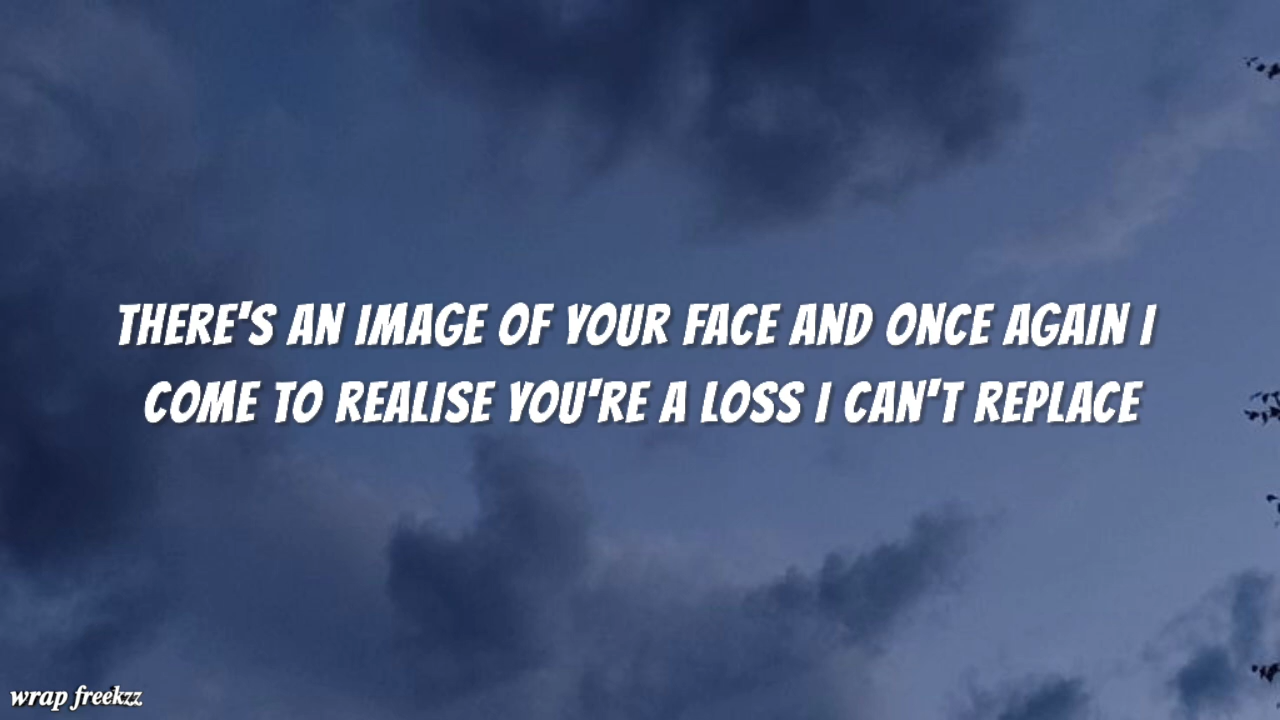 THERE'S AN IMAGE OF YOUR FACE AND ONCE AGAIN I
COME TO REALISE YOU'RE A LOSS I CAN'T REPLACE
wrap freekzz